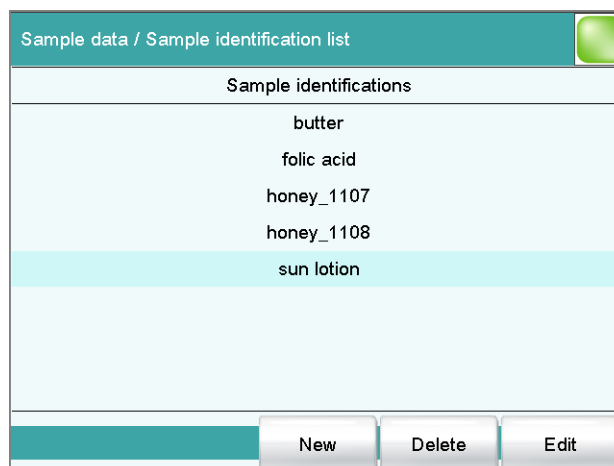 Sample data / Sample identification list
Sample identifications
butter
folic acid
honey_1107
honey_1108
sun lotion
New Delete Edit